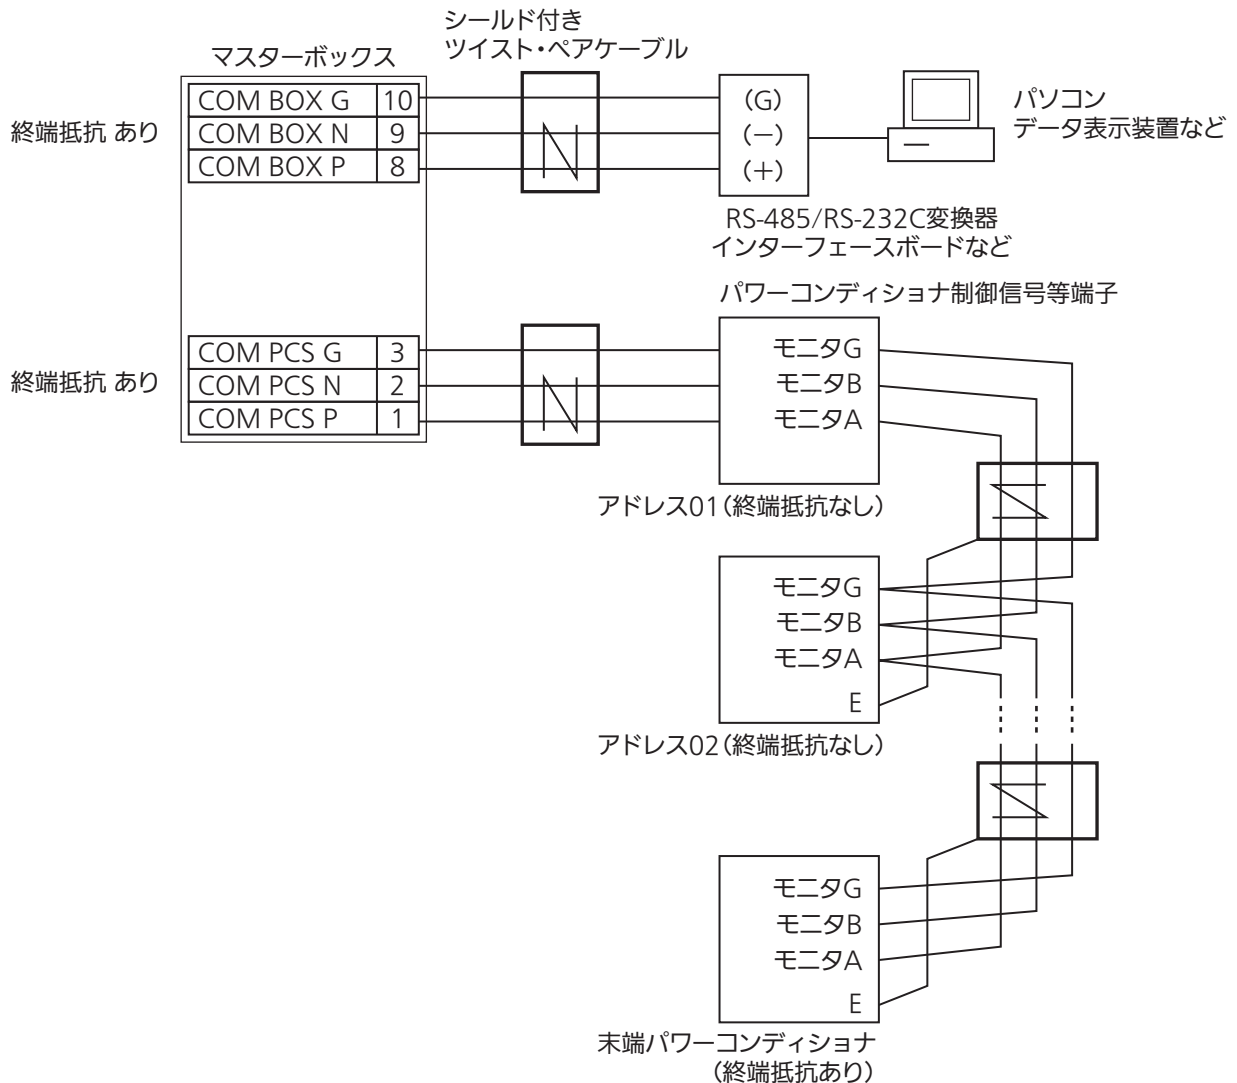 シールド付き
ツイスト・ペアケーブル
マスターボックス
終端抵抗 あり
COM BOX G 10
COM BOX N 9
COM BOX P 8
(G)
(−)
(+)
パソコン
データ表示装置など
RS-485/RS-232C変換器
インターフェースボードなど
パワーコンディショナ制御信号等端子
終端抵抗 あり
COM PCS G 3
COM PCS N 2
COM PCS P 1
モニタG
モニタB
モニタA
アドレス01(終端抵抗なし)
モニタG
モニタB
モニタA
E
アドレス02(終端抵抗なし)
モニタG
モニタB
モニタA
E
末端パワーコンディショナ
(終端抵抗あり)